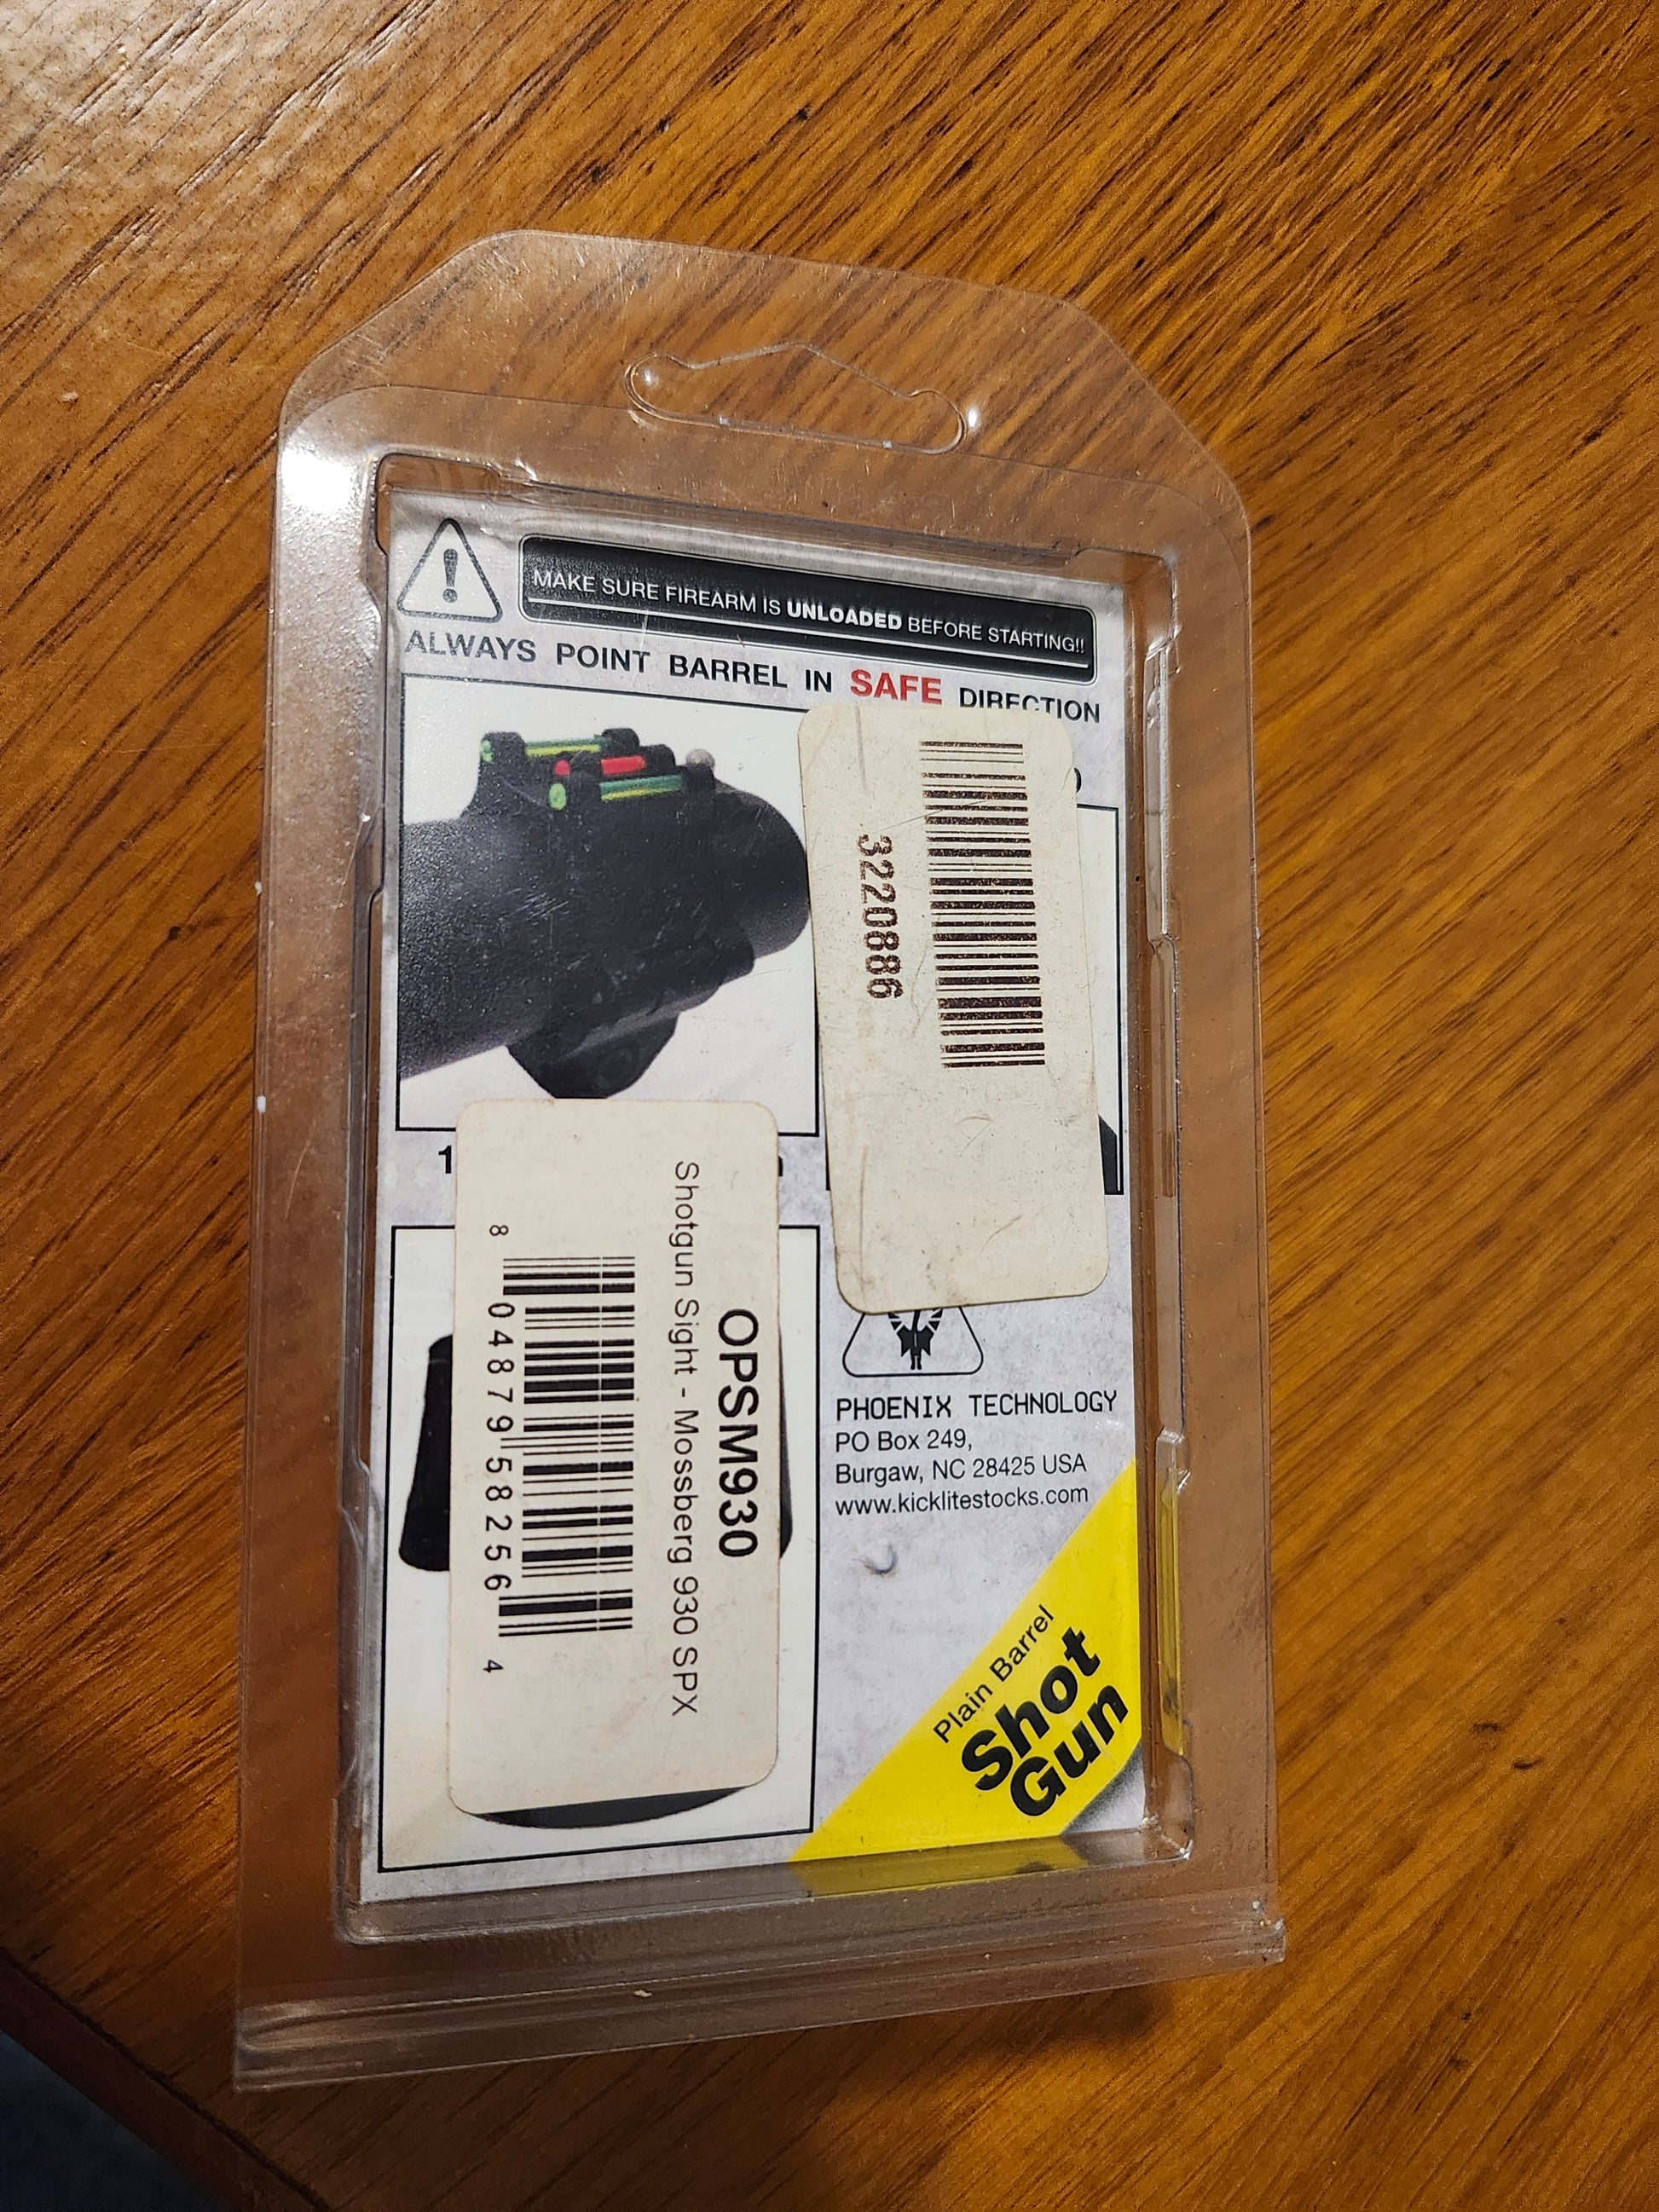 MAKE SURE FIREARM IS UNLOADED BEFORE STARTING!!
ALWAYS POINT BARREL IN SAFE DIRECTION
3220886
1
OPSM930
Shotgun Sight - Mossberg 930 SPX
8 04879 58256 4
PHOENIX TECHNOLOGY
PO Box 249,
Burgaw, NC 28425 USA
www.kicklitestocks.com
Plain Barrel
Shot
Gun